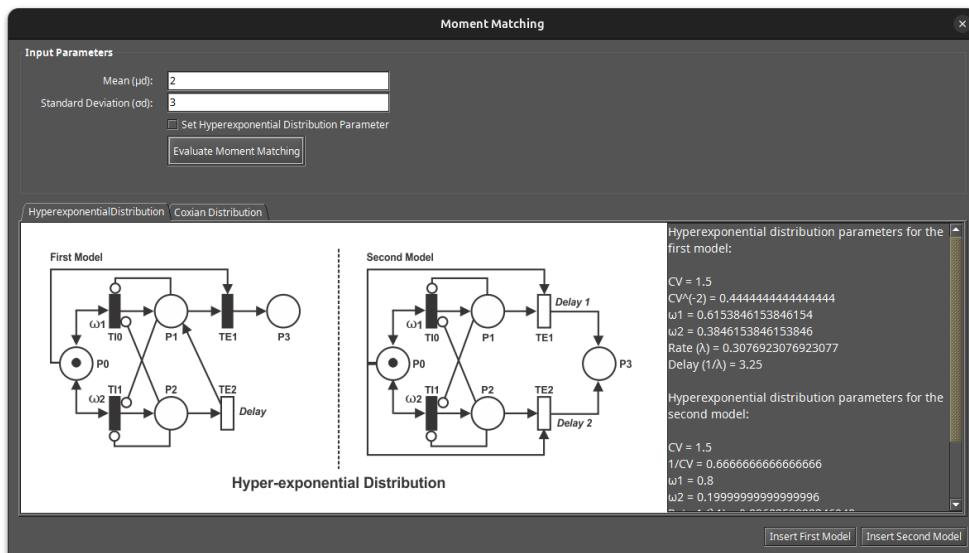 Moment Matching
Input Parameters
Mean (μd):
2
Standard Deviation (σd):
3
Set Hyperexponential Distribution Parameter
Evaluate Moment Matching
HyperexponentialDistribution
Coxian Distribution
First Model
ω1
TI0
P1
TE1
P3
P0
ω2
TI1
P2
TE2
Delay
Second Model
Delay 1
ω1
TI0
P1
TE1
P0
P3
ω2
TI1
P2
TE2
Delay 2
Hyper-exponential Distribution
Hyperexponential distribution parameters for the
first model:
CV = 1.5
CV^(-2) = 0.4444444444444444
ω1 = 0.6153846153846154
ω2 = 0.3846153846153846
Rate (λ) = 0.3076923076923077
Delay (1/λ) = 3.25
Hyperexponential distribution parameters for the
second model:
CV = 1.5
1/CV = 0.6666666666666666
ω1 = 0.8
ω2 = 0.19999999999999996
Insert First Model
Insert Second Model